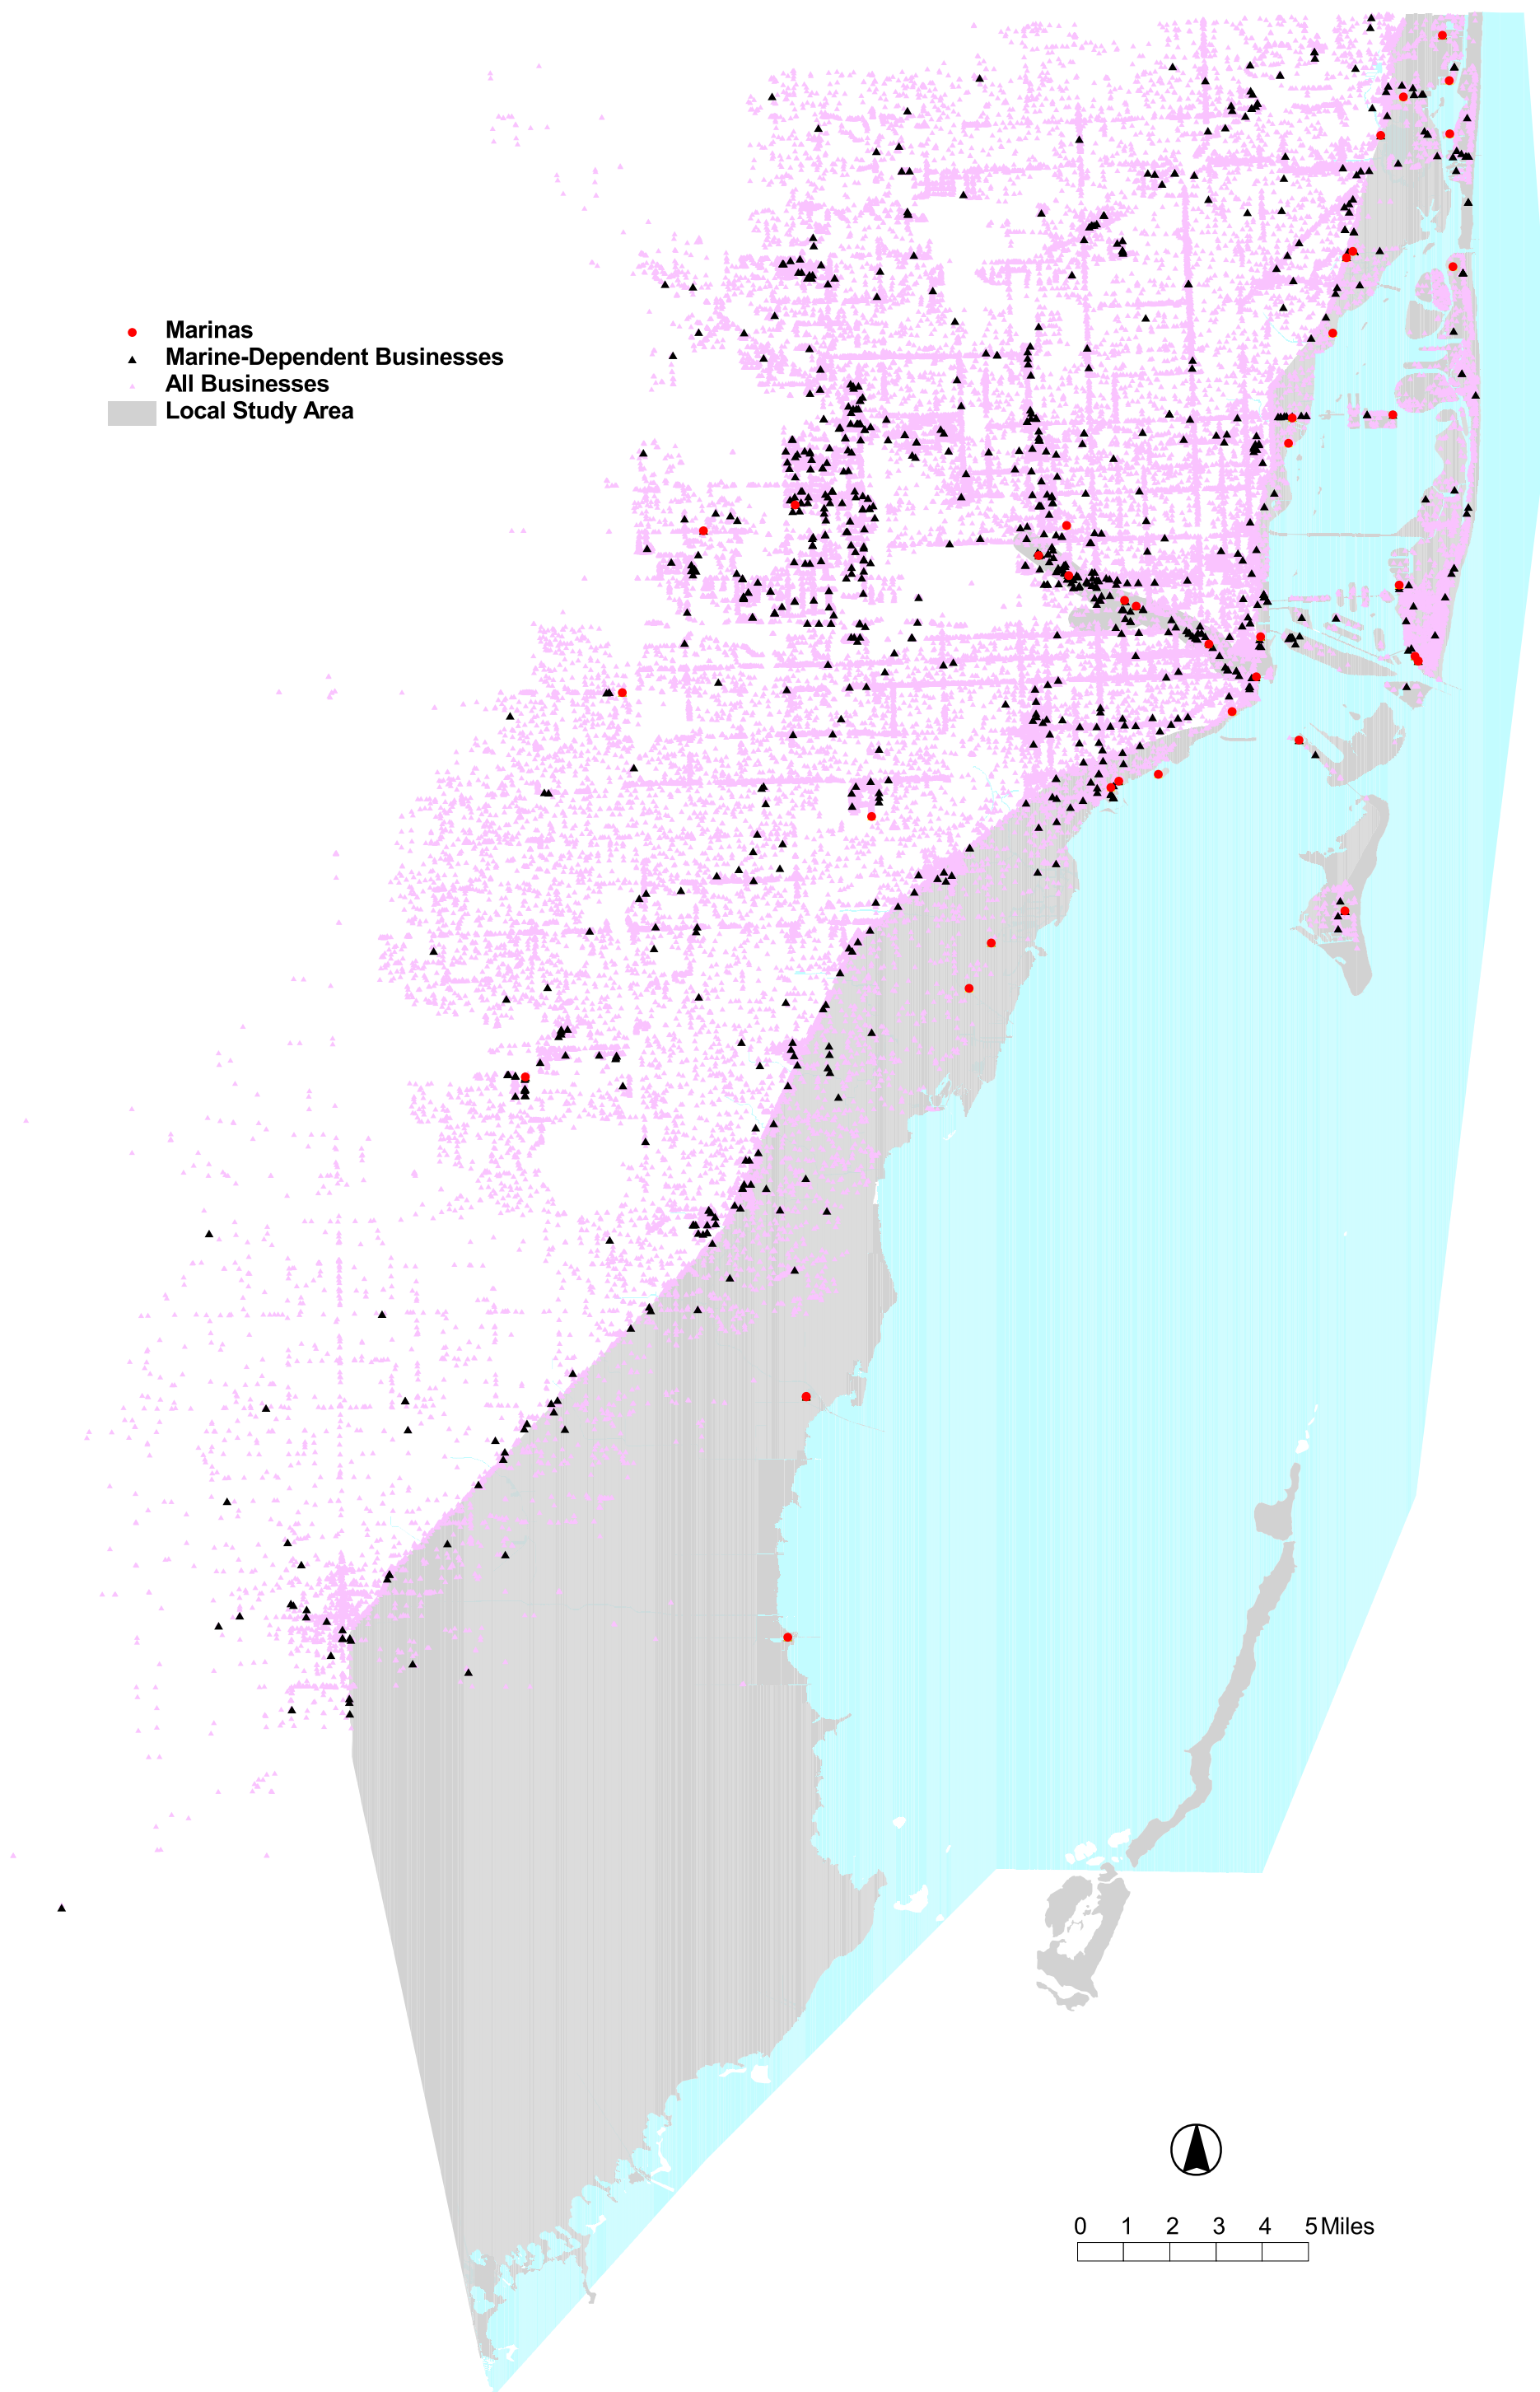 Marinas
Marine-Dependent Businesses
All Businesses
Local Study Area
0 1 2 3 4 5 Miles